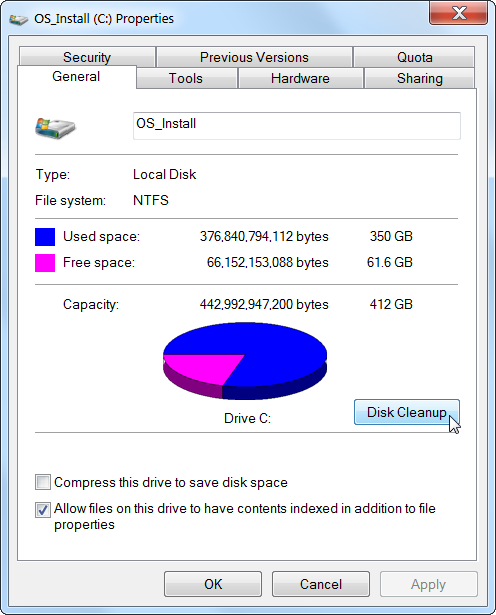 OS_Install (C:) Properties
Security
Previous Versions
Quota
General
Tools
Hardware
Sharing
OS_Install
Type: Local Disk
File system: NTFS
Used space: 376,840,794,112 bytes 350 GB
Free space: 66,152,153,088 bytes 61.6 GB
Capacity: 442,992,947,200 bytes 412 GB
Drive C:
Disk Cleanup
Compress this drive to save disk space
Allow files on this drive to have contents indexed in addition to file
properties
OK
Cancel
Apply